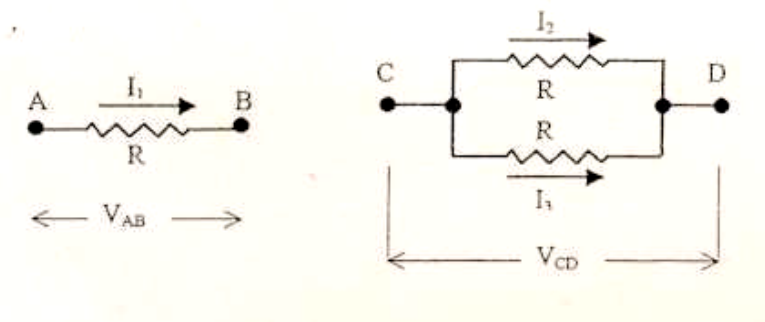 A I₁ B
R
V_AB
I₂
C R D
R
I₃
V_CD